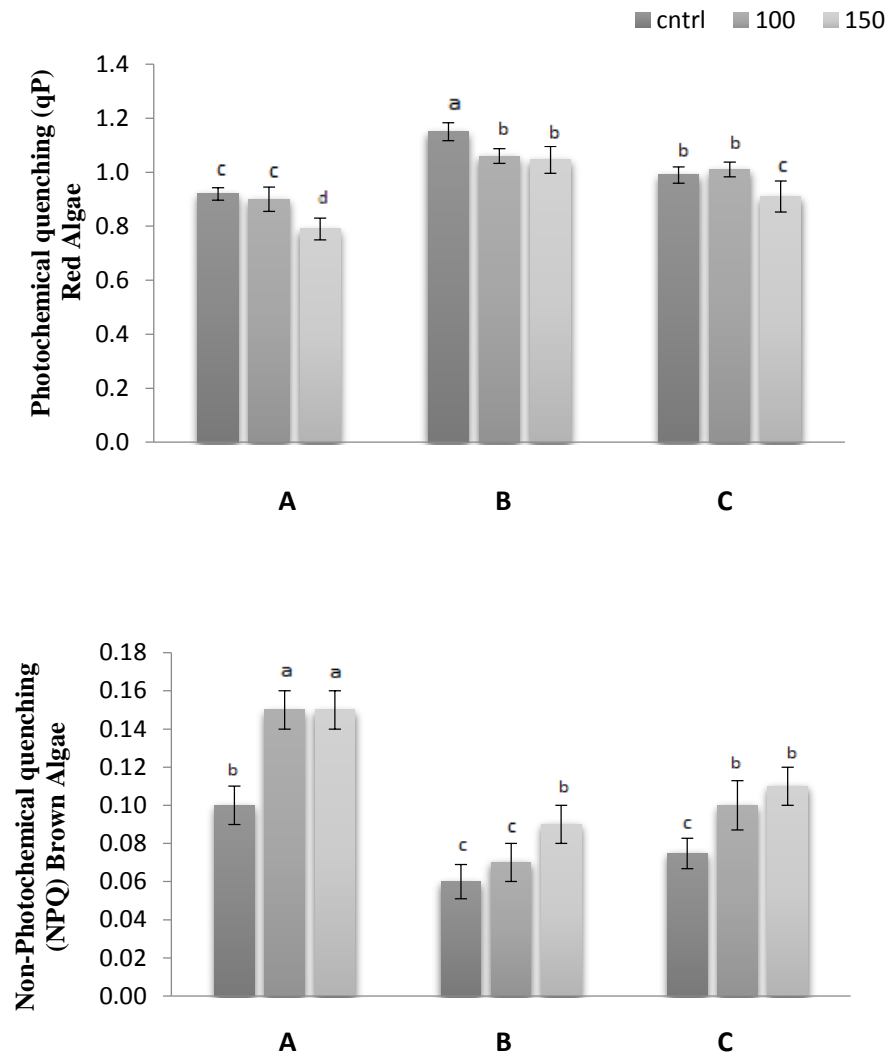 cntrl 100 150
Photochemical quenching (qP)
Red Algae
1.4
1.2
1.0
0.8
0.6
0.4
0.2
0.0
c c d
a b b
b b c
A B C
Non-Photochemical quenching
(NPQ) Brown Algae
0.18
0.16
0.14
0.12
0.10
0.08
0.06
0.04
0.02
0.00
b a a
c c b
c b b
A B C